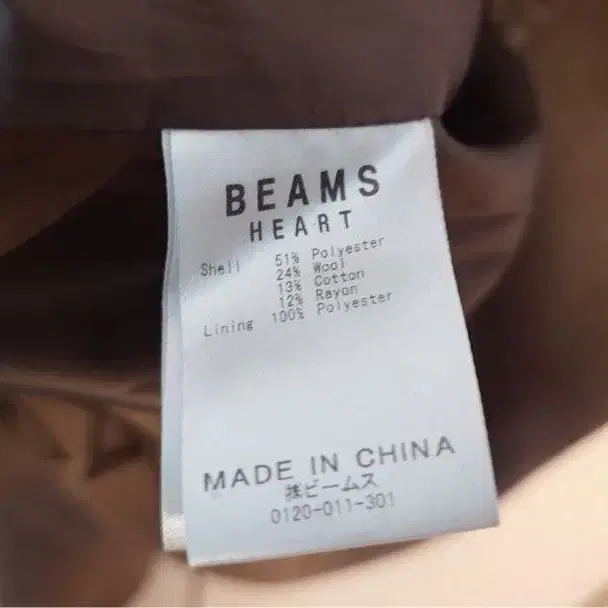 BEAMS
HEART
Shell 51% Polyester
24% Wool
13% Cotton
12% Rayon
Lining 100% Polyester
MADE IN CHINA
㈱ビームス
0120-011-301